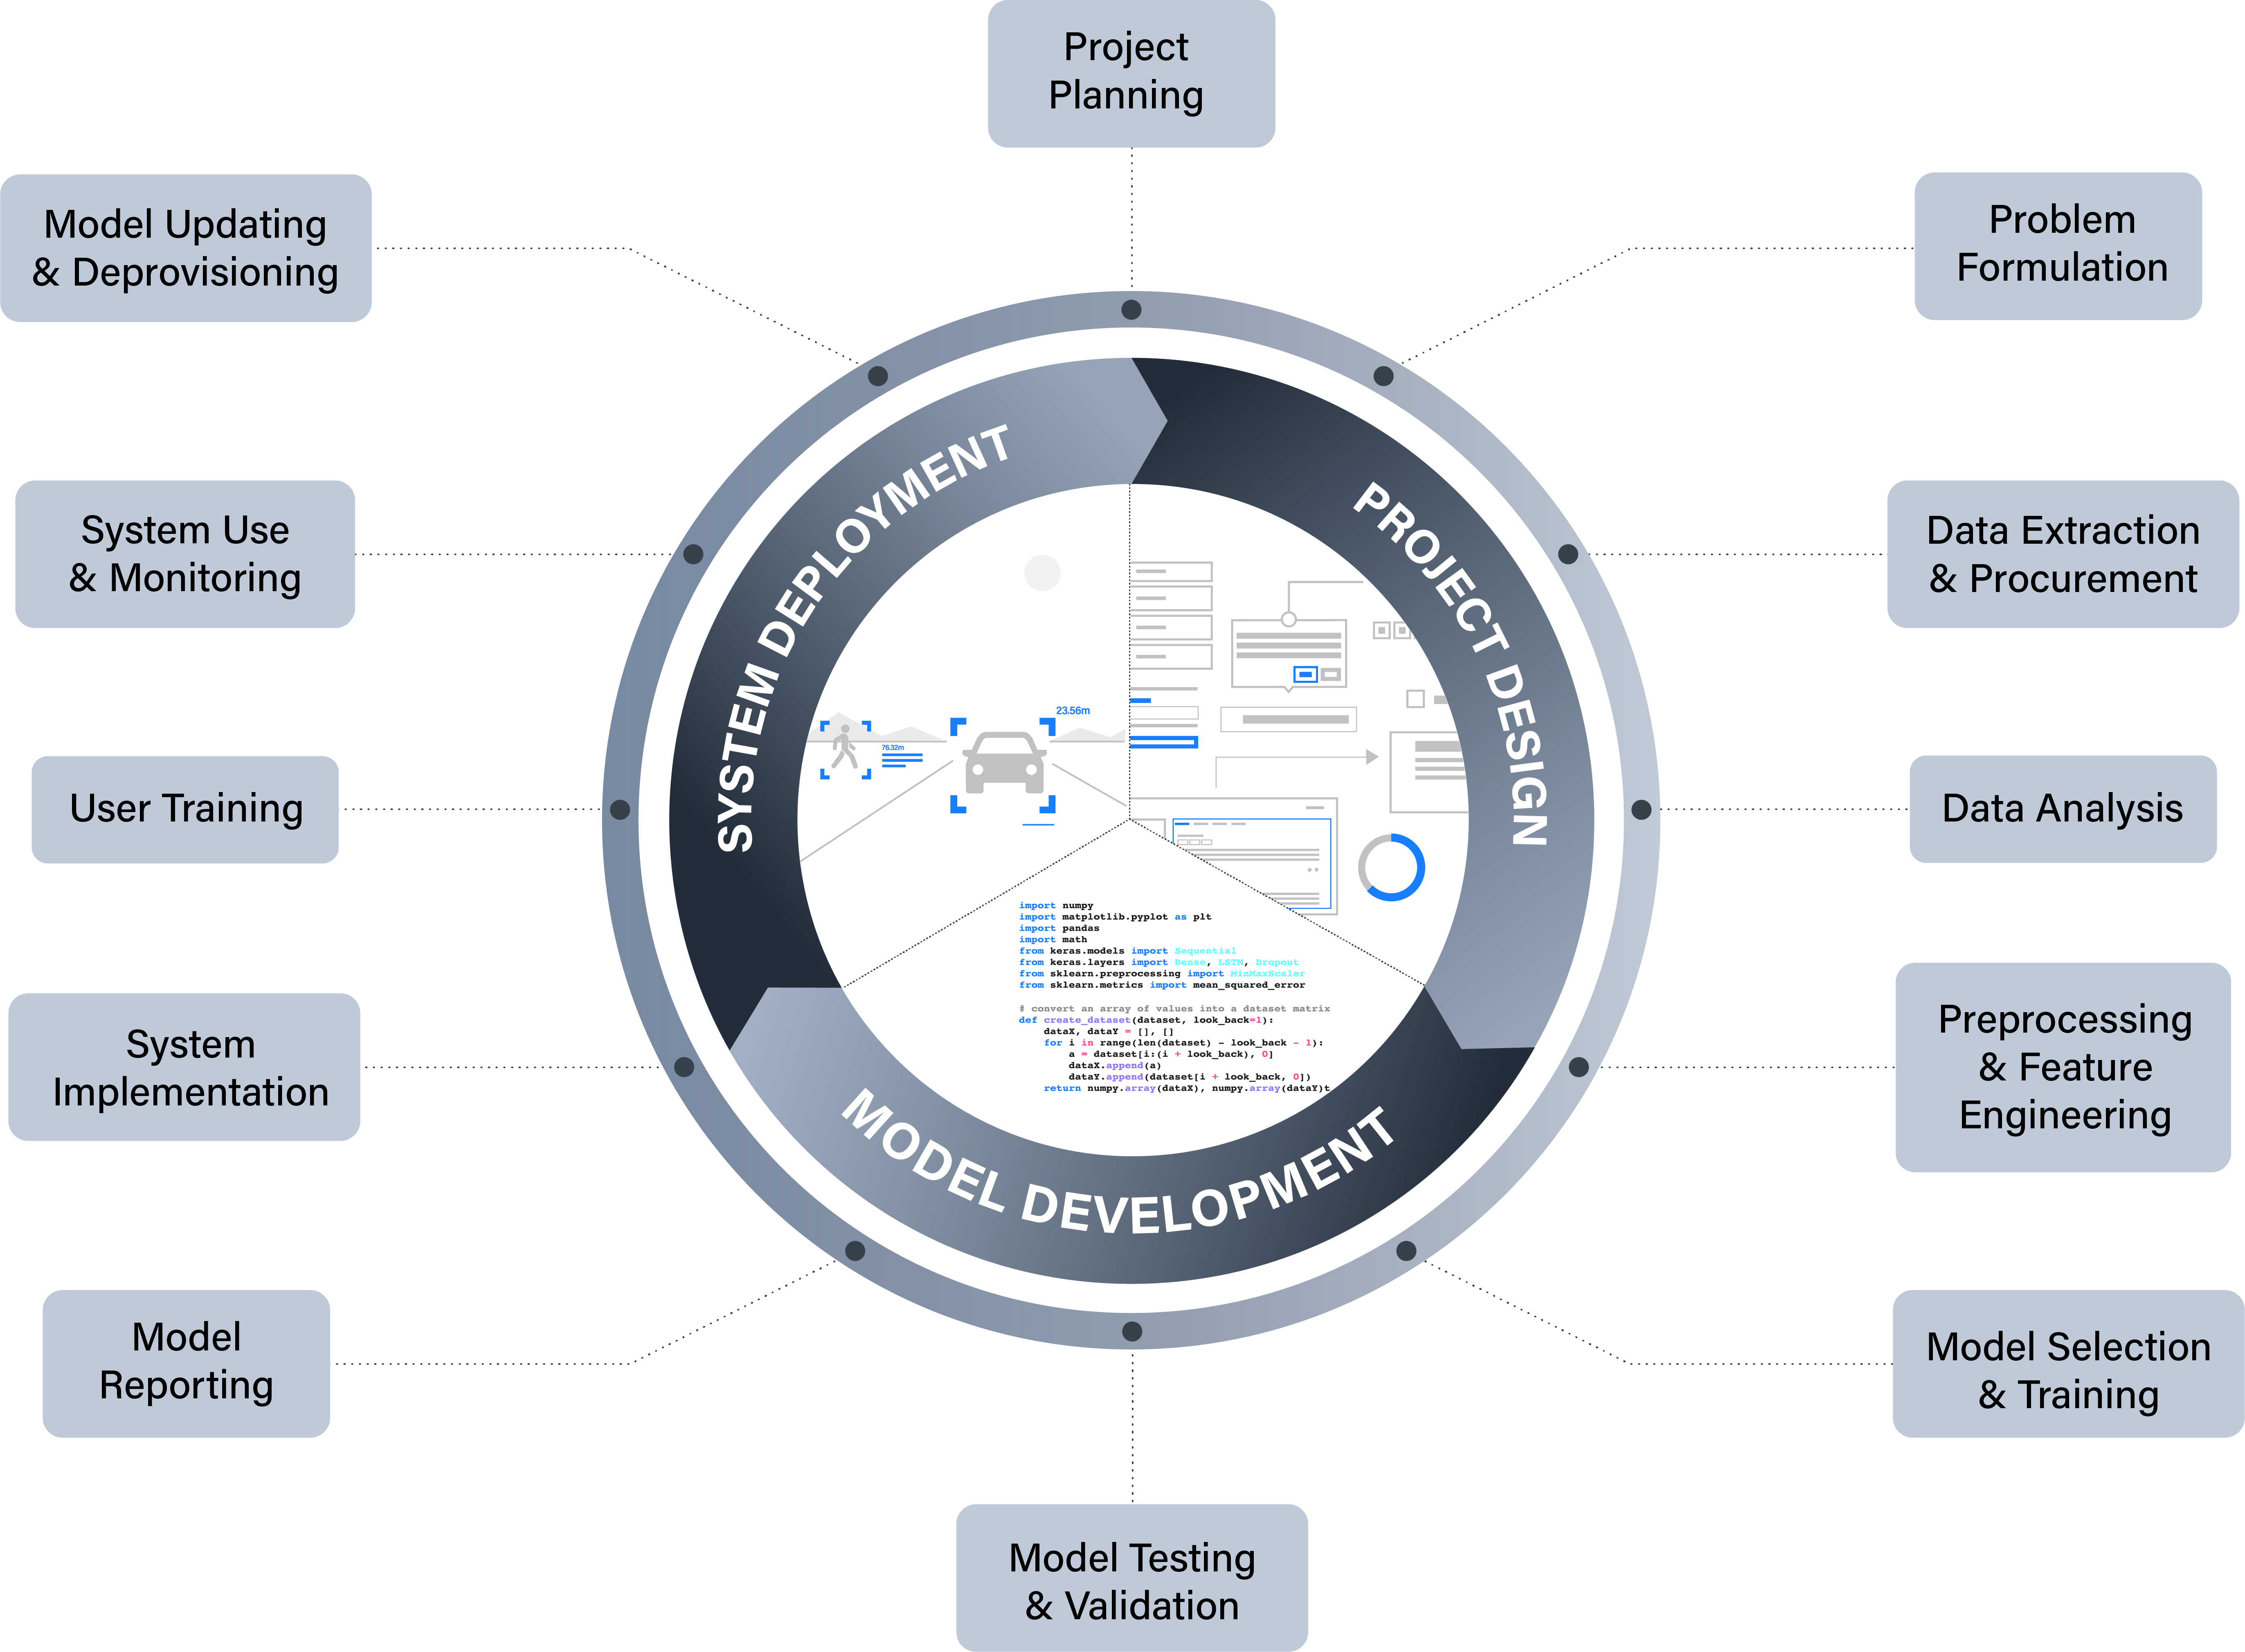 Project
Planning
Problem
Formulation
Data Extraction
& Procurement
Data Analysis
Preprocessing
& Feature
Engineering
Model Selection
& Training
Model Testing
& Validation
Model
Reporting
System
Implementation
User Training
System Use
& Monitoring
Model Updating
& Deprovisioning
PROJECT DESIGN
MODEL DEVELOPMENT
SYSTEM DEPLOYMENT
23.56m
76.32m
import numpy
import matplotlib.pyplot as plt
import pandas
import math
from keras.models import Sequential
from keras.layers import Dense, LSTM, Dropout
from sklearn.preprocessing import MinMaxScaler
from sklearn.metrics import mean_squared_error
# convert an array of values into a dataset matrix
def create_dataset(dataset, look_back=1):
dataX, dataY = [], []
for i in range(len(dataset) - look_back - 1):
a = dataset[i:(i + look_back), 0]
dataX.append(a)
dataY.append(dataset[i + look_back, 0])
return numpy.array(dataX), numpy.array(dataY)t